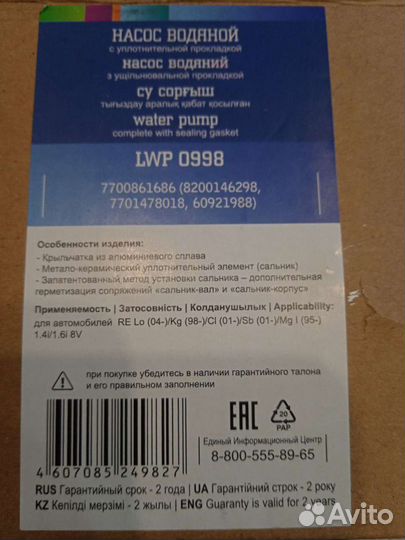 НАСОС ВОДЯНОЙ
с уплотнительной прокладкой
НАСОС ВОДЯНИЙ
з ущільнювальной прокладкой
СУ СОРҒЫШ
тығыздау аралық қабат қосылған
water pump
complete with sealing gasket
LWP 0998
7700861686 (8200146298,
7701478018, 60921988)
Особенности изделия:
- Крыльчатка из алюминиевого сплава
- Метало-керамический уплотнительный элемент (сальник)
- Запатентованный метод установки сальника – дополнительная
герметизация сопряжений «сальник-вал» и «сальник-корпус»
Применяемость | Затосовність | Колданушылык | Applicability:
для автомобилей RE Lo (04-)/Kg (98-)/Cl (01-)/Sb (01-)/Mg I (95-)
1.4i/1.6i 8V
при покупке убедитесь в наличии гарантийного талона
и его правильном заполнении
EAC
20
PAP
Единый Информационный Центр
8-800-555-89-65
4 607085 249827
RUS Гарантийный срок - 2 года | UA Гарантійний строк - 2 року
KZ Кепілді мерзімі - 2 жылы | ENG Guaranty is valid for 2 years
Avito